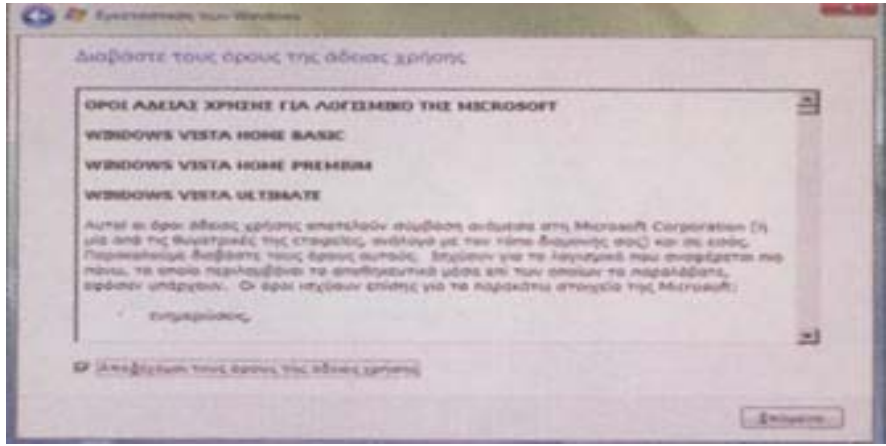 Εγκατάσταση των Windows
Διαβάστε τους όρους της άδειας χρήσης
ΟΡΟΙ ΑΔΕΙΑΣ ΧΡΗΣΗΣ ΓΙΑ ΛΟΓΙΣΜΙΚΟ ΤΗΣ MICROSOFT
WINDOWS VISTA HOME BASIC
WINDOWS VISTA HOME PREMIUM
WINDOWS VISTA ULTIMATE
Αυτοί οι όροι άδειας χρήσης αποτελούν σύμβαση ανάμεσα στη Microsoft Corporation (ή
μία από τις θυγατρικές της εταιρείες, ανάλογα με τον τόπο διαμονής σας) και σε εσάς.
Παρακαλούμε διαβάστε τους όρους αυτούς. Ισχύουν για το λογισμικό που αναφέρεται πιο
πάνω, το οποίο περιλαμβάνει τα αποθηκευτικά μέσα επί των οποίων το παραλάβατε,
εφόσον υπάρχουν. Οι όροι ισχύουν επίσης για τα παρακάτω στοιχεία της Microsoft:
· ενημερώσεις,
Αποδέχομαι τους όρους της άδειας χρήσης
Επόμενο